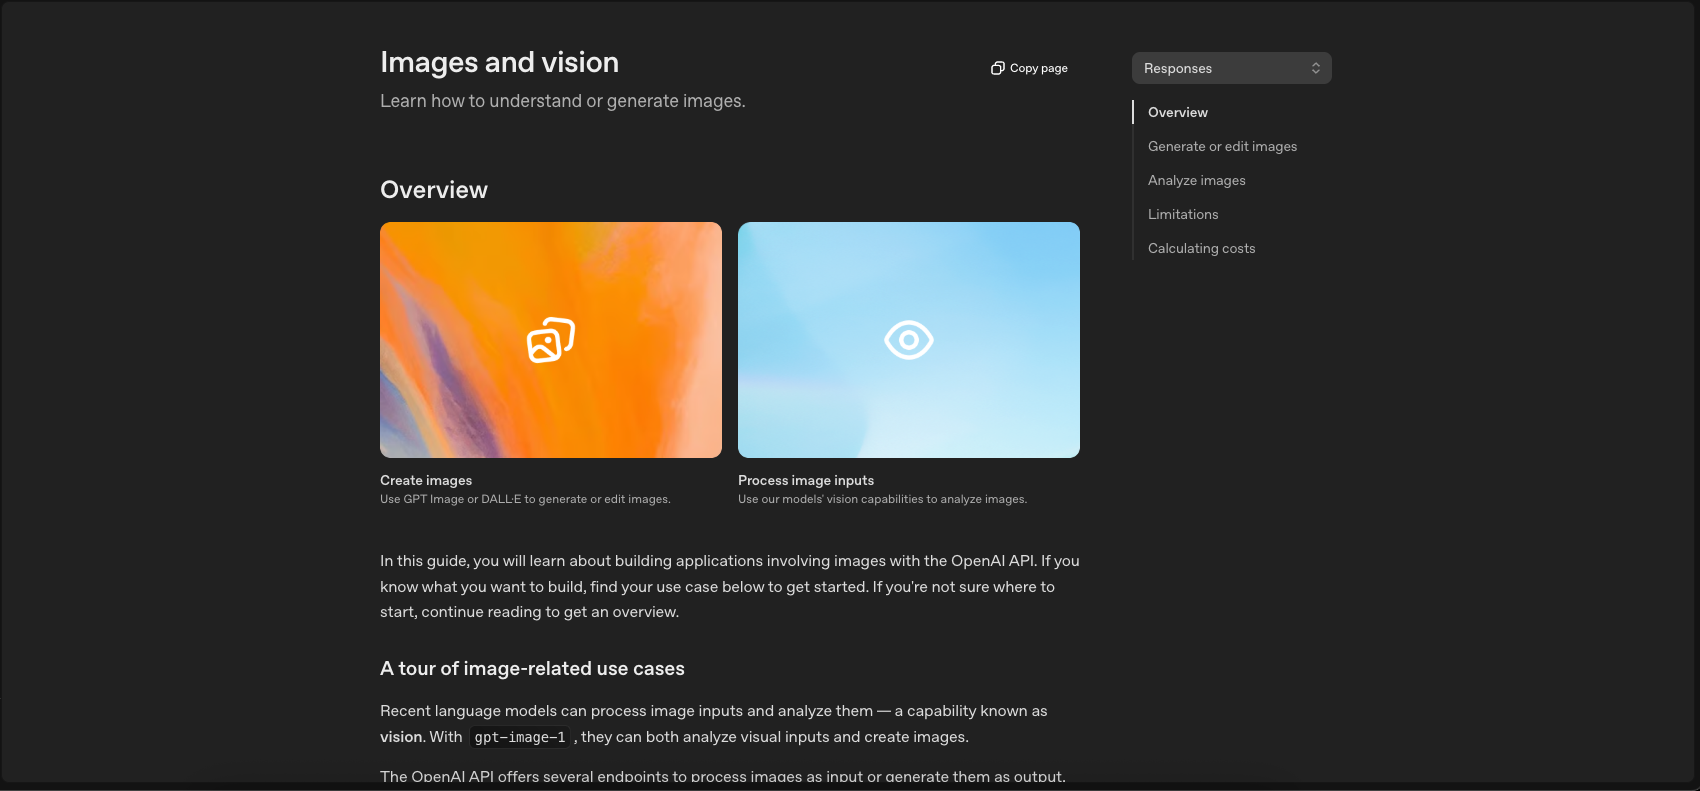 Images and vision
Copy page
Learn how to understand or generate images.
Responses
Overview
Generate or edit images
Analyze images
Limitations
Calculating costs
Overview
Create images
Use GPT Image or DALL·E to generate or edit images.
Process image inputs
Use our models' vision capabilities to analyze images.
In this guide, you will learn about building applications involving images with the OpenAI API. If you
know what you want to build, find your use case below to get started. If you're not sure where to
start, continue reading to get an overview.
A tour of image-related use cases
Recent language models can process image inputs and analyze them — a capability known as
vision. With gpt-image-1, they can both analyze visual inputs and create images.
The OpenAI API offers several endpoints to process images as input or generate them as output,